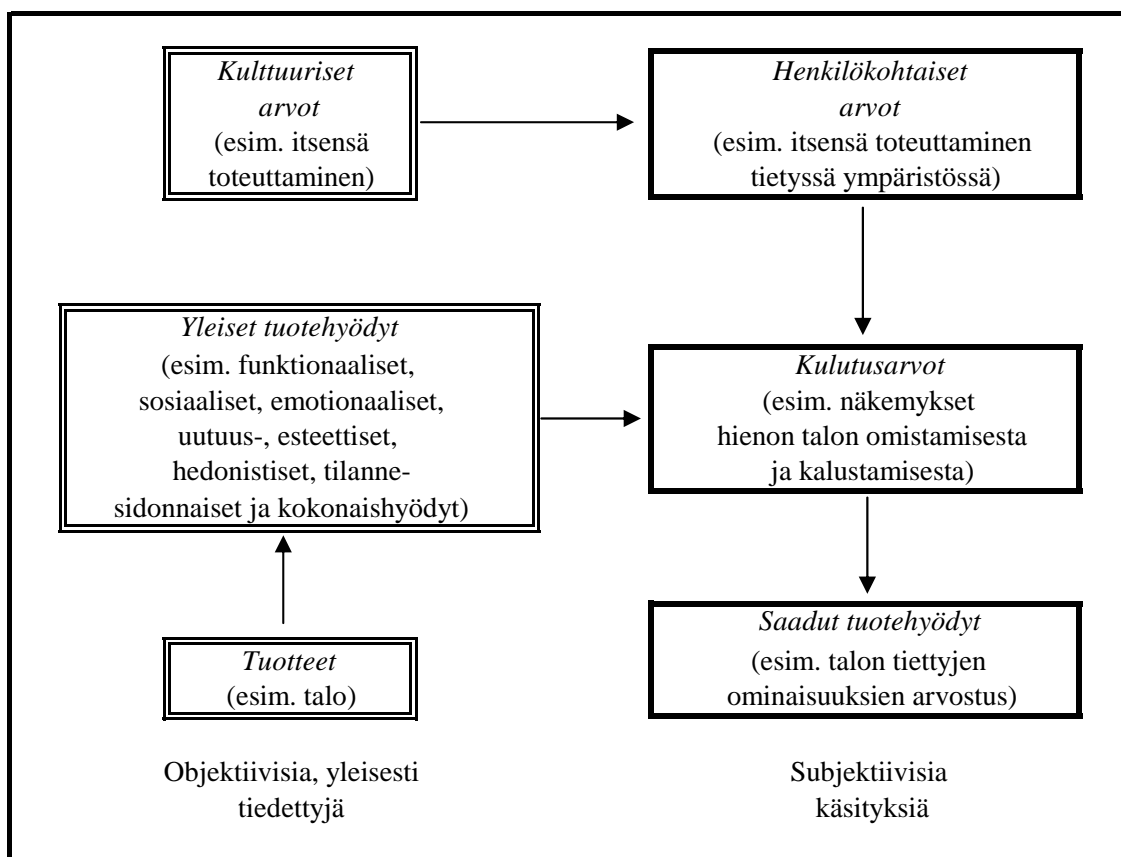 Kulttuuriset
arvot
(esim. itsensä
toteuttaminen)
Henkilökohtaiset
arvot
(esim. itsensä toteuttaminen
tietyssä ympäristössä)
Yleiset tuotehyödyt
(esim. funktionaaliset,
sosiaaliset, emotionaaliset,
uutuus-, esteettiset,
hedonistiset, tilanne-
sidonnaiset ja kokonaishyödyt)
Kulutusarvot
(esim. näkemykset
hienon talon omistamisesta
ja kalustamisesta)
Tuotteet
(esim. talo)
Saadut tuotehyödyt
(esim. talon tiettyjen
ominaisuuksien arvostus)
Objektiivisia, yleisesti
tiedettyjä
Subjektiivisia
käsityksiä